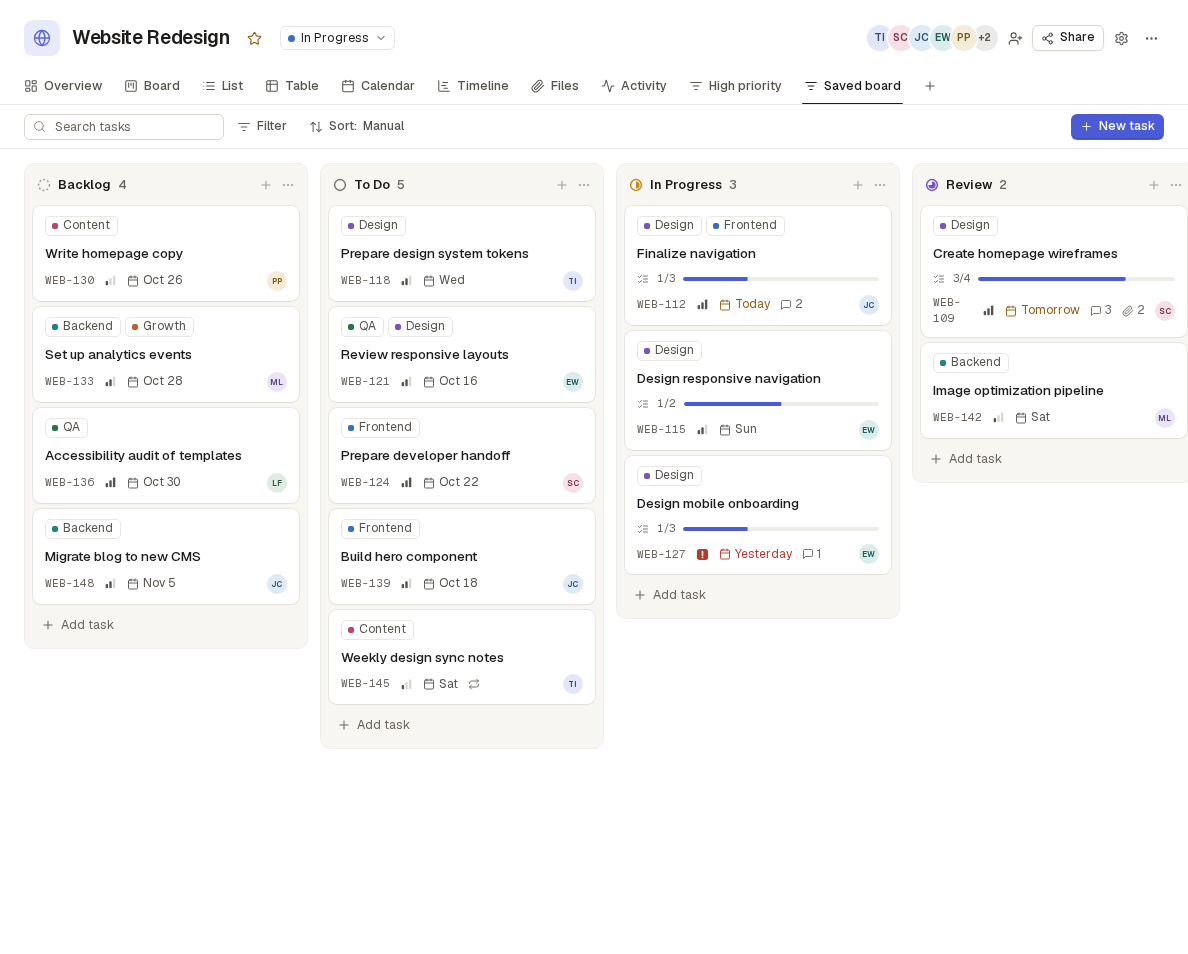 Website Redesign
In Progress
TI SC JC EW PP +2
Share
Overview
Board
List
Table
Calendar
Timeline
Files
Activity
High priority
Saved board
Search tasks
Filter
Sort: Manual
New task
Backlog 4
Content
Write homepage copy
WEB-130 Oct 26 PP
Backend Growth
Set up analytics events
WEB-133 Oct 28 ML
QA
Accessibility audit of templates
WEB-136 Oct 30 LF
Backend
Migrate blog to new CMS
WEB-148 Nov 5 JC
Add task
To Do 5
Design
Prepare design system tokens
WEB-118 Wed TI
QA Design
Review responsive layouts
WEB-121 Oct 16 EW
Frontend
Prepare developer handoff
WEB-124 Oct 22 SC
Frontend
Build hero component
WEB-139 Oct 18 JC
Content
Weekly design sync notes
WEB-145 Sat TI
Add task
In Progress 3
Design Frontend
Finalize navigation
1/3
WEB-112 Today 2 JC
Design
Design responsive navigation
1/2
WEB-115 Sun EW
Design
Design mobile onboarding
1/3
WEB-127 Yesterday 1 EW
Add task
Review 2
Design
Create homepage wireframes
3/4
WEB-
109 Tomorrow 3 2 SC
Backend
Image optimization pipeline
WEB-142 Sat ML
Add task